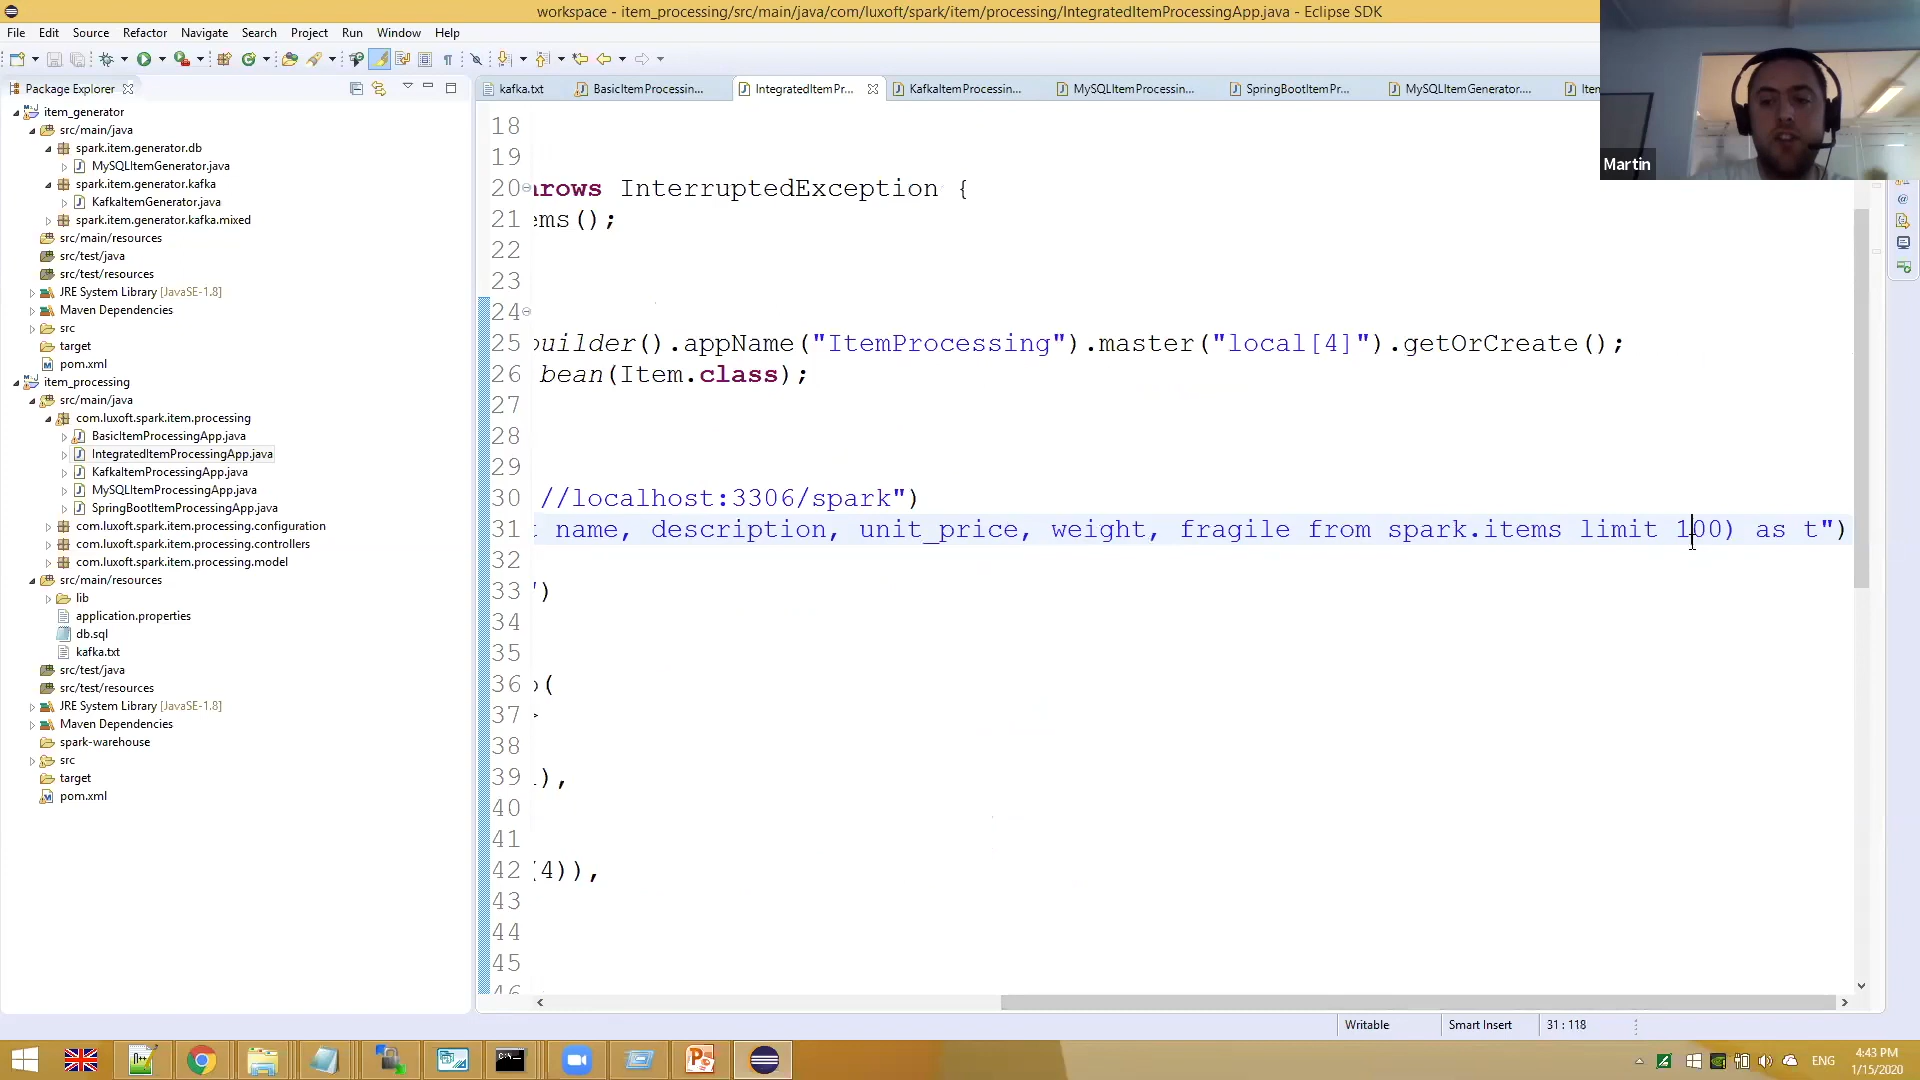 workspace - item_processing/src/main/java/com/luxoft/spark/item/processing/IntegratedItemProcessingApp.java - Eclipse SDK
File Edit Source Refactor Navigate Search Project Run Window Help
Package Explorer
item_generator
src/main/java
spark.item.generator.db
MySQLItemGenerator.java
spark.item.generator.kafka
KafkaItemGenerator.java
spark.item.generator.kafka.mixed
src/main/resources
src/test/java
src/test/resources
JRE System Library [JavaSE-1.8]
Maven Dependencies
src
target
pom.xml
item_processing
src/main/java
com.luxoft.spark.item.processing
BasicItemProcessingApp.java
IntegratedItemProcessingApp.java
KafkaItemProcessingApp.java
MySQLItemProcessingApp.java
SpringBootItemProcessingApp.java
com.luxoft.spark.item.processing.configuration
com.luxoft.spark.item.processing.controllers
com.luxoft.spark.item.processing.model
src/main/resources
lib
application.properties
db.sql
kafka.txt
src/test/java
src/test/resources
JRE System Library [JavaSE-1.8]
Maven Dependencies
spark-warehouse
src
target
pom.xml
kafka.txt BasicItemProcessin... IntegratedItemPr... KafkaItemProcessin... MySQLItemProcessin... SpringBootItemPr... MySQLItemGenerator.... Iter
18
19
20 hrows InterruptedException {
21 ems();
22
23
24
25 builder().appName("ItemProcessing").master("local[4]").getOrCreate();
26 bean(Item.class);
27
28
29
30 //localhost:3306/spark")
31 t name, description, unit_price, weight, fragile from spark.items limit 100) as t")
32
33 ")
34
35
36 (
37 >
38
39 ),
40
41
42 (4)),
43
44
45
46
Martin
Writable Smart Insert 31 : 118
ENG
4:43 PM
1/15/2020